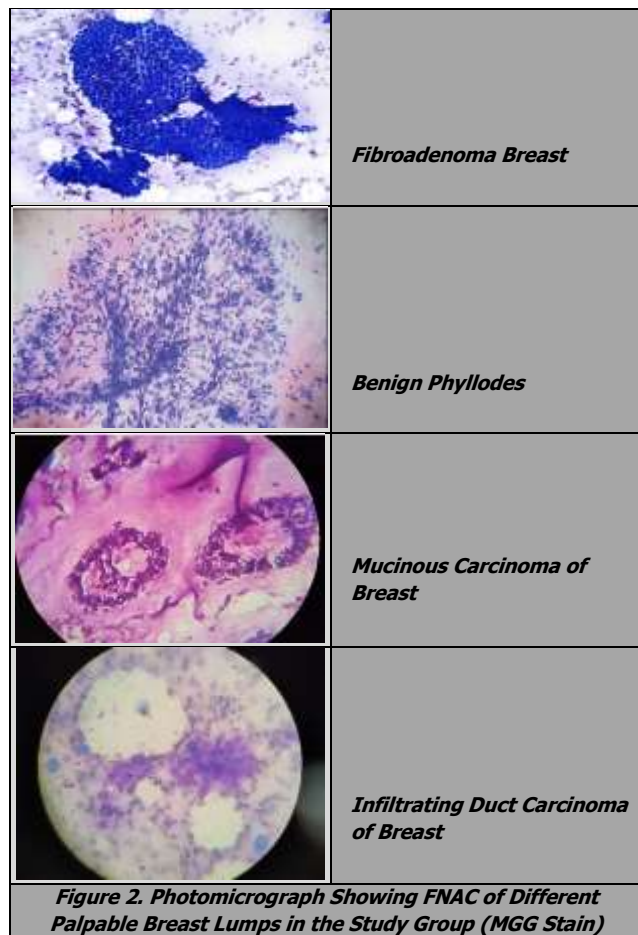 Fibroadenoma Breast
Benign Phyllodes
Mucinous Carcinoma of
Breast
Infiltrating Duct Carcinoma
of Breast
Figure 2. Photomicrograph Showing FNAC of Different
Palpable Breast Lumps in the Study Group (MGG Stain)